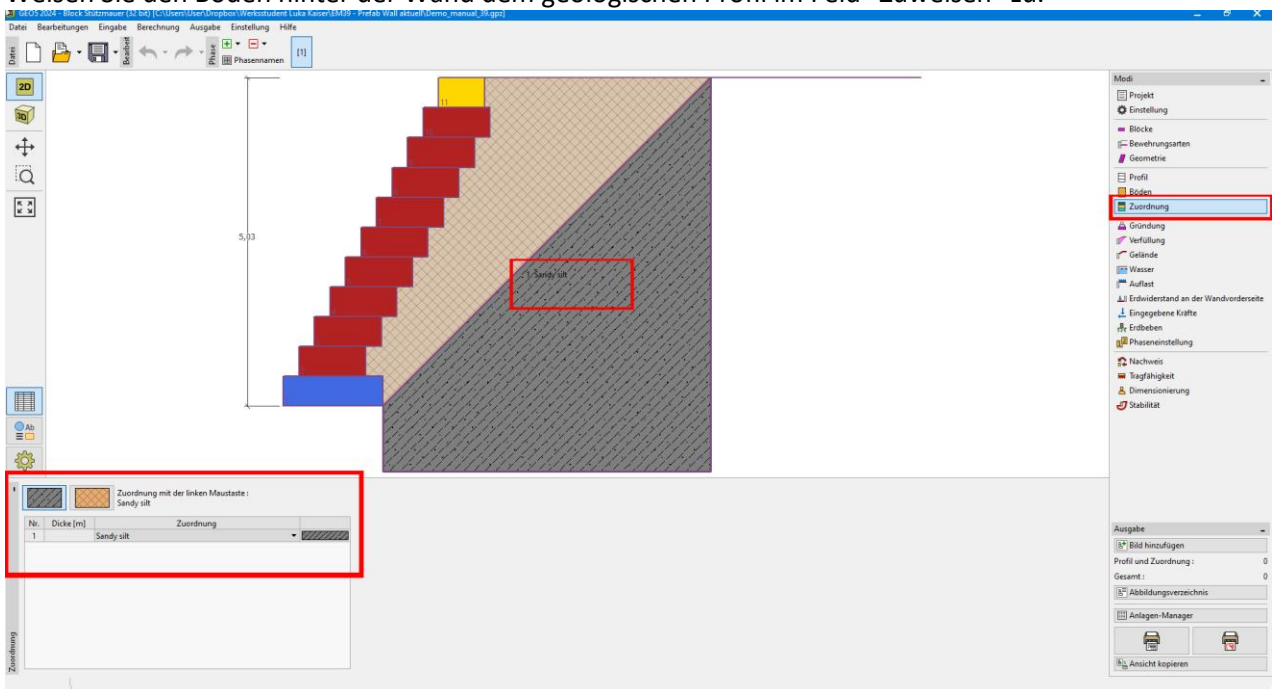 Weisen Sie den Boden hinter der Wand dem geologischen Profil im Feld "Zuweisen" zu.
GEO5 2024 - Block Stützmauer (32 bit) [C:\Users\User\Dropbox\Werksstudent Luka Kaiser\EM39 - Prefab Wall aktuell\Demo_manual_39.gpz]
Datei Bearbeitungen Eingabe Berechnung Ausgabe Einstellung Hilfe
Datei
Bearbeit
Phase
Phasennamen
[1]
2D
3D
Ab
5,03
11
1 Sandy silt
Modi
Projekt
Einstellung
Blöcke
Bewehrungsarten
Geometrie
Profil
Böden
Zuordnung
Gründung
Verfüllung
Gelände
Wasser
Auflast
Erdwiderstand an der Wandvorderseite
Eingegebene Kräfte
Erdbeben
Phaseneinstellung
Nachweis
Tragfähigkeit
Dimensionierung
Stabilität
Zuordnung mit der linken Maustaste :
Sandy silt
Nr. Dicke [m] Zuordnung
1 Sandy silt
Zuordnung
Ausgabe
Bild hinzufügen
Profil und Zuordnung : 0
Gesamt : 0
Abbildungsverzeichnis
Anlagen-Manager
Ansicht kopieren